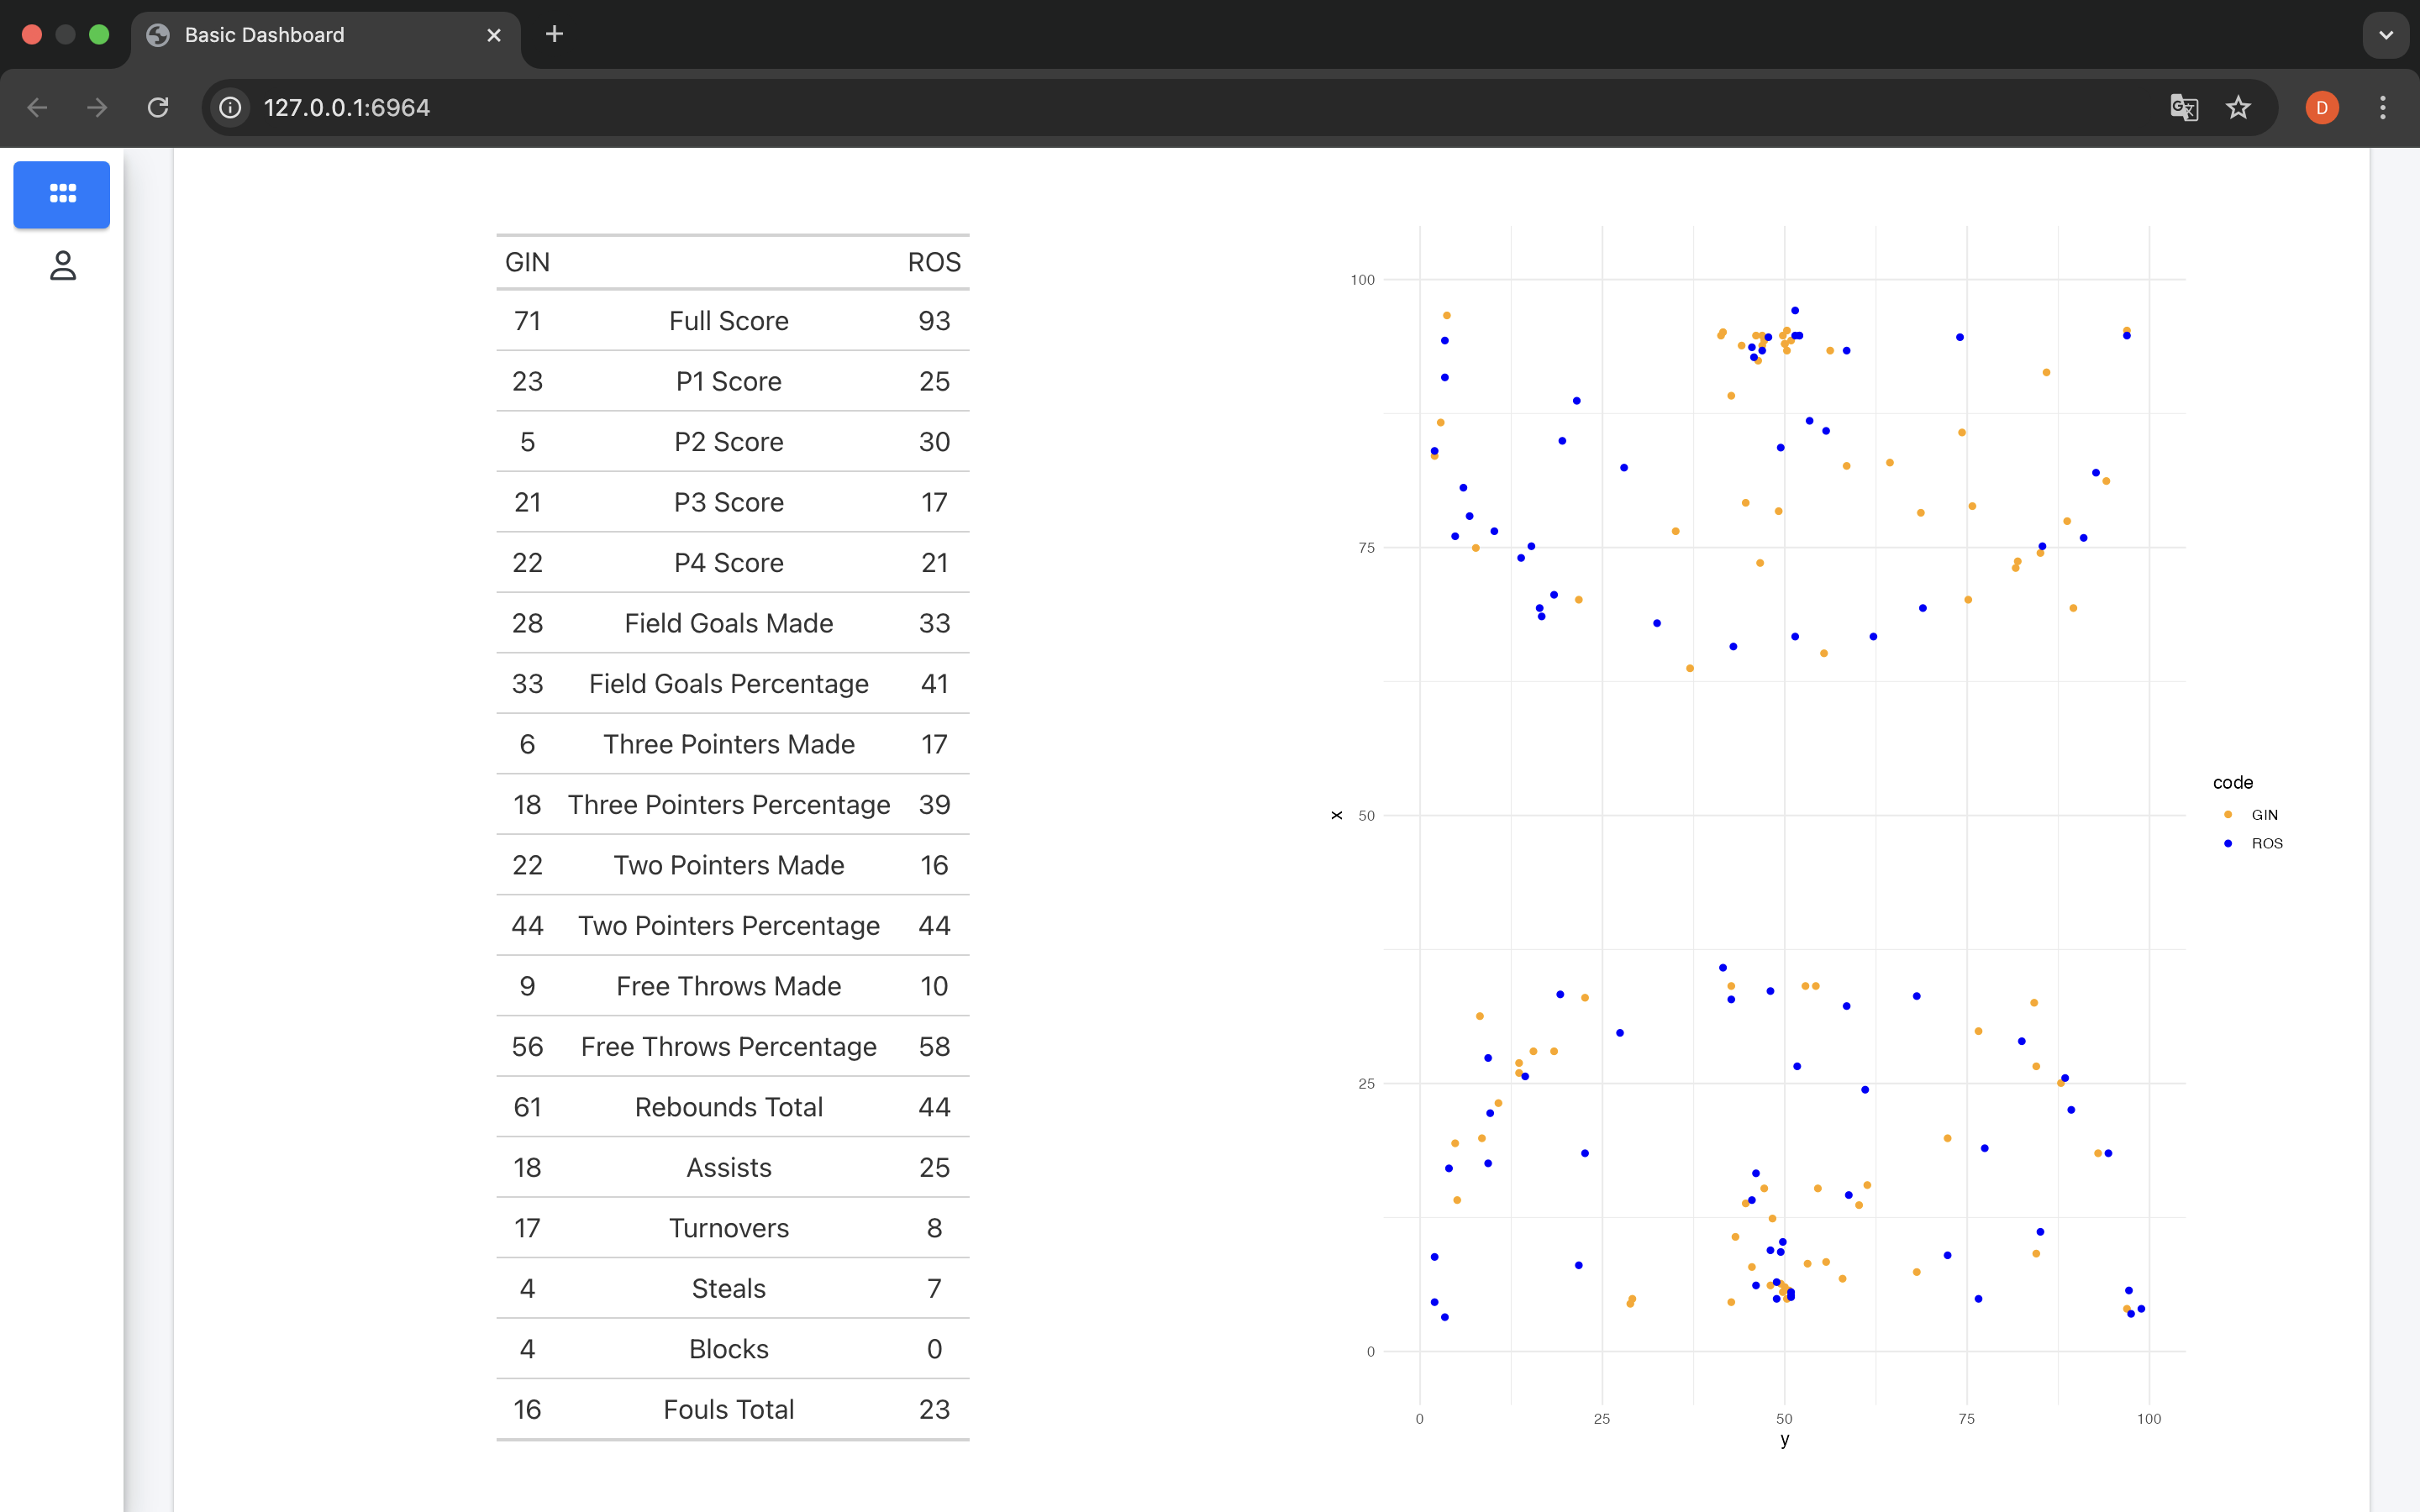 Basic Dashboard
127.0.0.1:6964
D
GIN ROS
71 Full Score 93
23 P1 Score 25
5 P2 Score 30
21 P3 Score 17
22 P4 Score 21
28 Field Goals Made 33
33 Field Goals Percentage 41
6 Three Pointers Made 17
18 Three Pointers Percentage 39
22 Two Pointers Made 16
44 Two Pointers Percentage 44
9 Free Throws Made 10
56 Free Throws Percentage 58
61 Rebounds Total 44
18 Assists 25
17 Turnovers 8
4 Steals 7
4 Blocks 0
16 Fouls Total 23
100
75
50
25
0
x
0 25 50 75 100
y
code
GIN
ROS